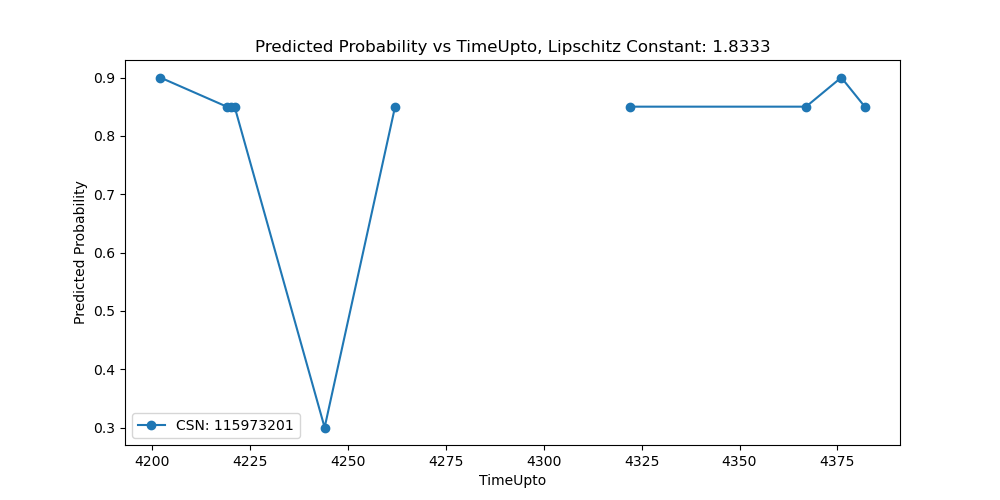 Predicted Probability vs TimeUpto, Lipschitz Constant: 1.8333
0.9
0.8
0.7
0.6
0.5
0.4
0.3
Predicted Probability
CSN: 115973201
4200 4225 4250 4275 4300 4325 4350 4375
TimeUpto